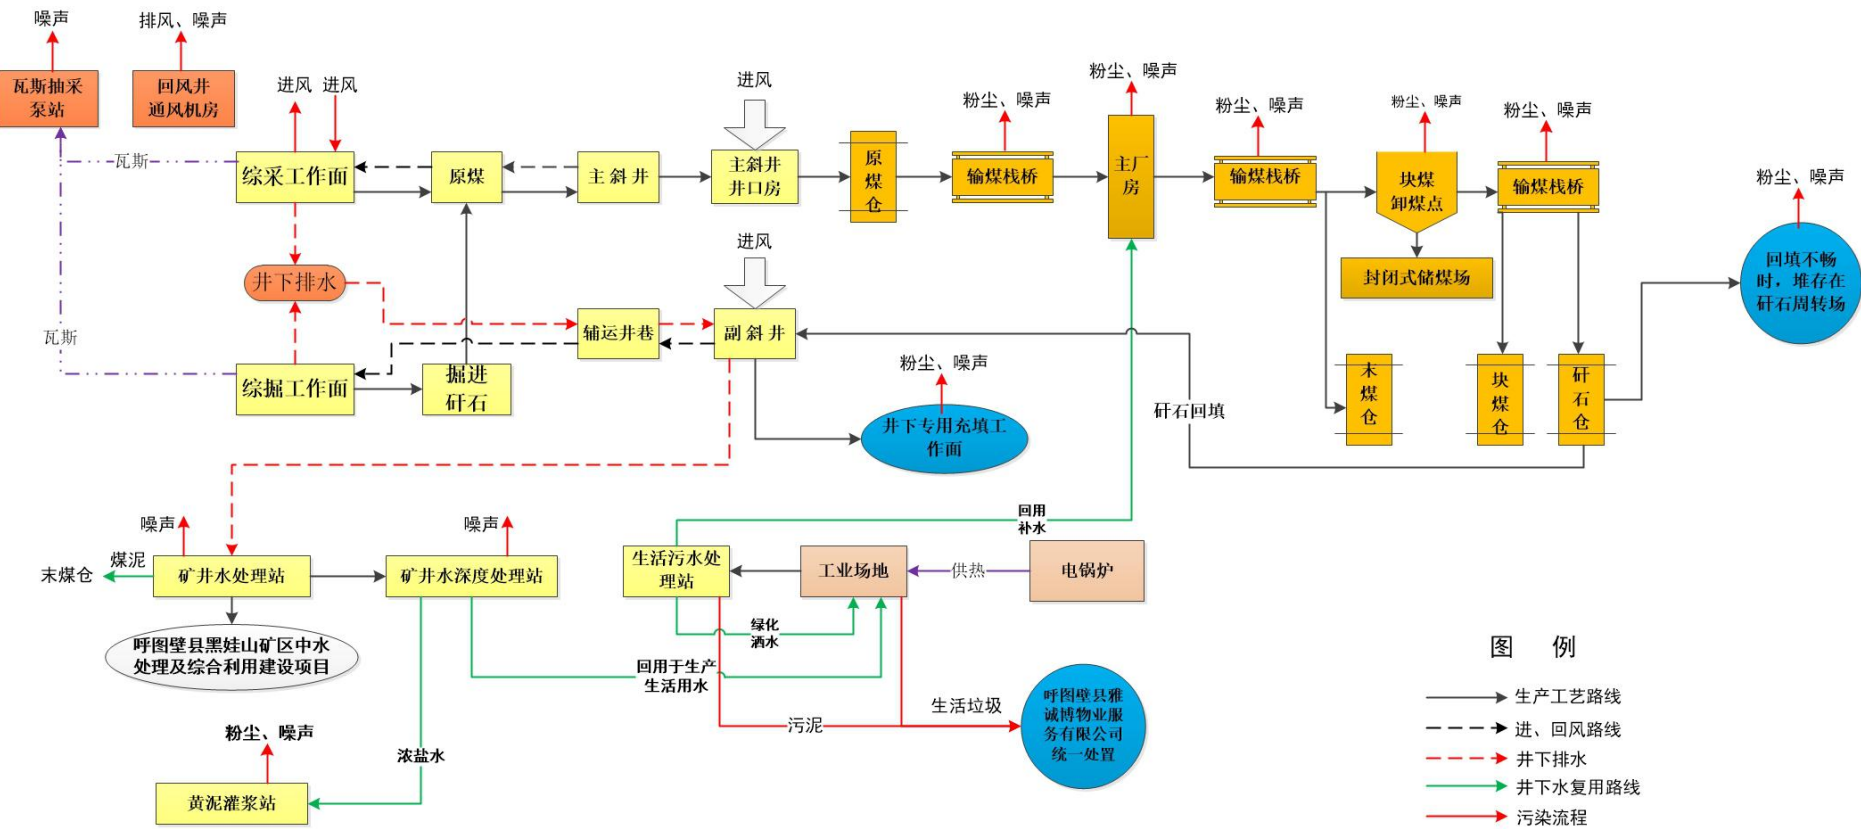 噪声
排风、噪声
瓦斯抽采
泵站
回风井
通风机房
进风
进风
进风
粉尘、噪声
粉尘、噪声
粉尘、噪声
粉尘、噪声
粉尘、噪声
瓦斯
综采工作面
原煤
主斜井
主斜井
井口房
原
煤
仓
输煤栈桥
主厂
房
输煤栈桥
块煤
卸煤点
输煤栈桥
粉尘、噪声
封闭式储煤场
回填不畅
时，堆存在
矸石周转场
井下排水
进风
瓦斯
辅运井巷
副斜井
综掘工作面
掘进
矸石
粉尘、噪声
井下专用充填工
作面
矸石回填
末
煤
仓
块
煤
仓
矸
石
仓
噪声
噪声
煤泥
末煤仓
矿井水处理站
矿井水深度处理站
回用
补水
生活污水处
理站
工业场地
供热
电锅炉
呼图壁县黑娃山矿区中水
处理及综合利用建设项目
绿化
洒水
回用于生产
生活用水
污泥
生活垃圾
呼图壁县雅
诚博物业服
务有限公司
统一处置
粉尘、噪声
浓盐水
黄泥灌浆站
图 例
生产工艺路线
进、回风路线
井下排水
井下水复用路线
污染流程